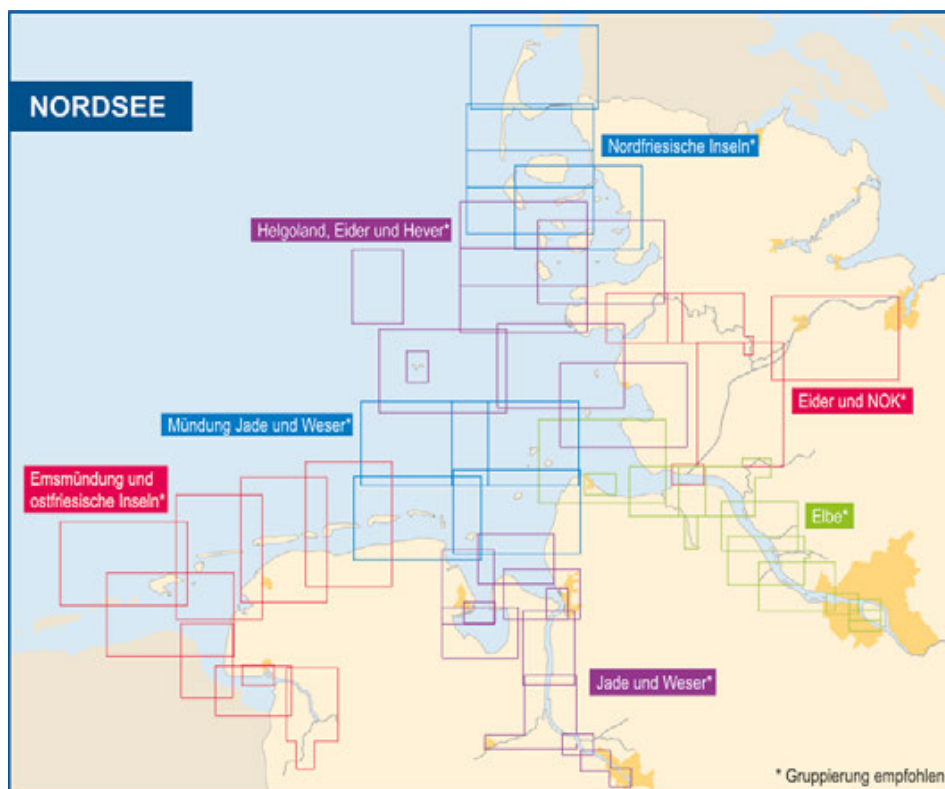 NORDSEE
Nordfriesische Inseln*
Helgoland, Eider und Hever*
Eider und NOK*
Mündung Jade und Weser*
Emsmündung und
ostfriesische Inseln*
Elbe*
Jade und Weser*
* Gruppierung empfohlen